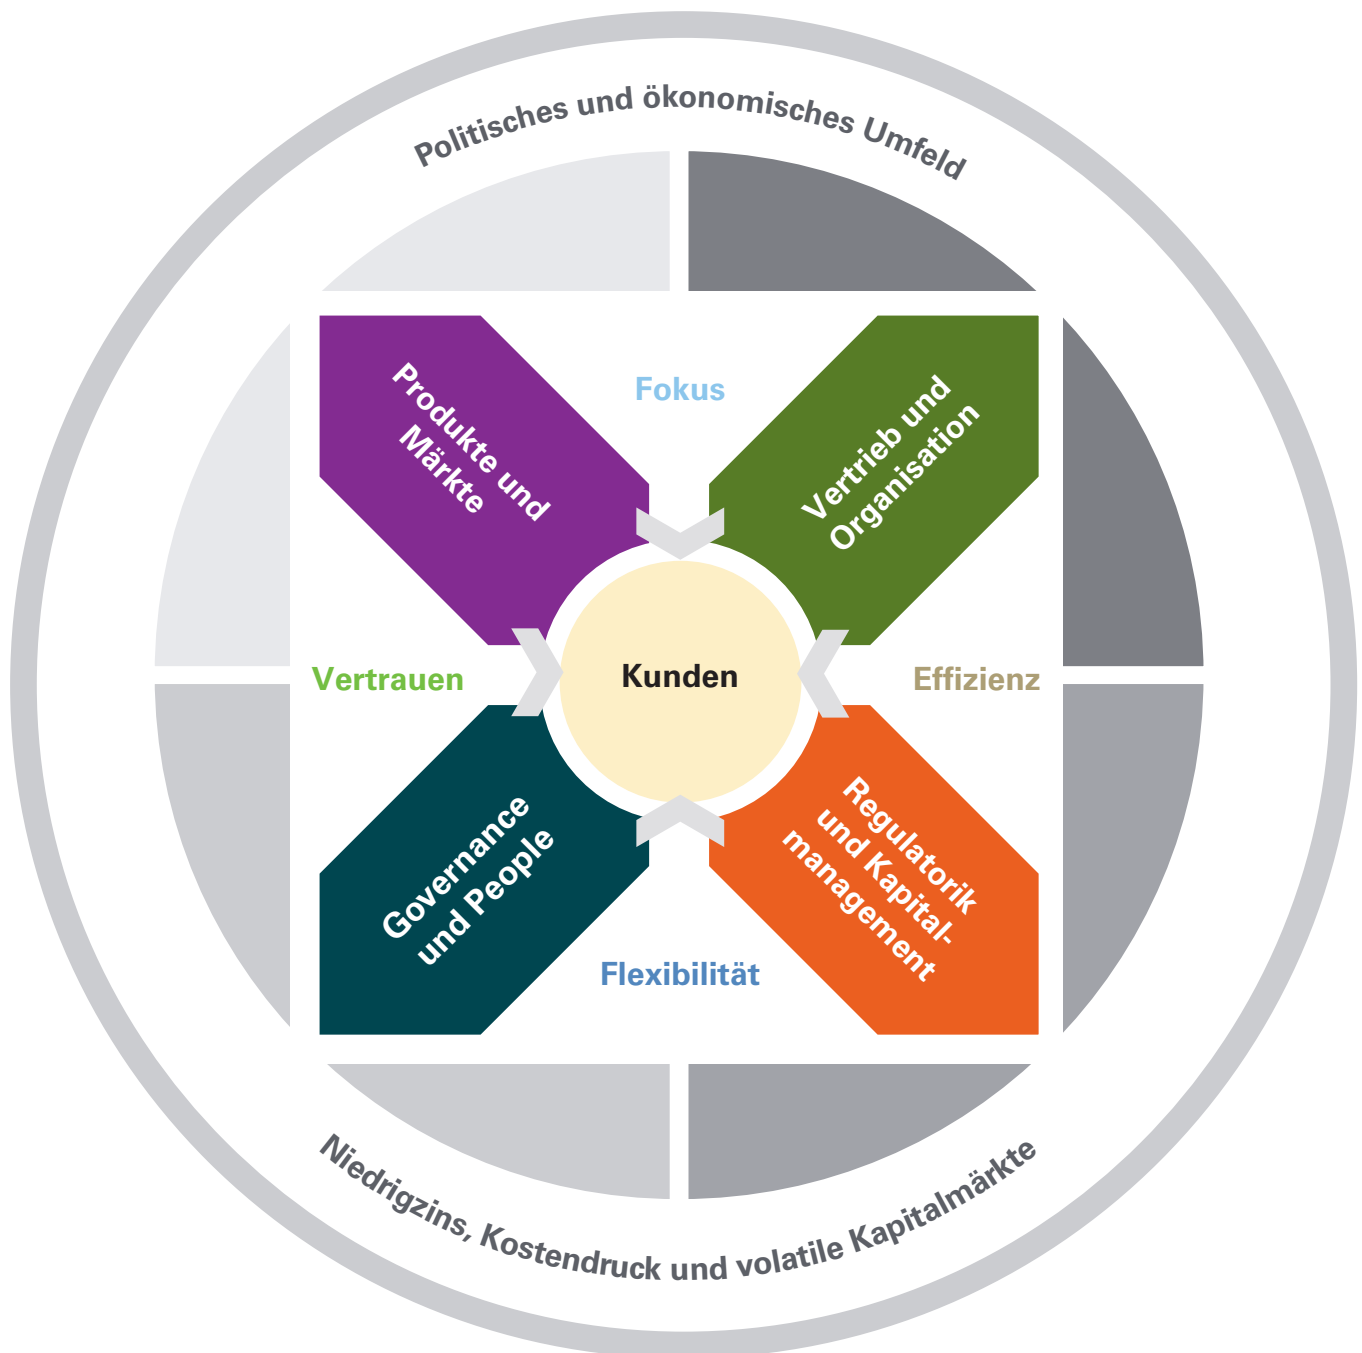 Politisches und ökonomisches Umfeld
Fokus
Produkte und
Märkte
Vertrieb und
Organisation
Vertrauen
Kunden
Effizienz
Governance
und People
Regulatorik
und Kapital-
management
Flexibilität
Niedrigzins, Kostendruck und volatile Kapitalmärkte